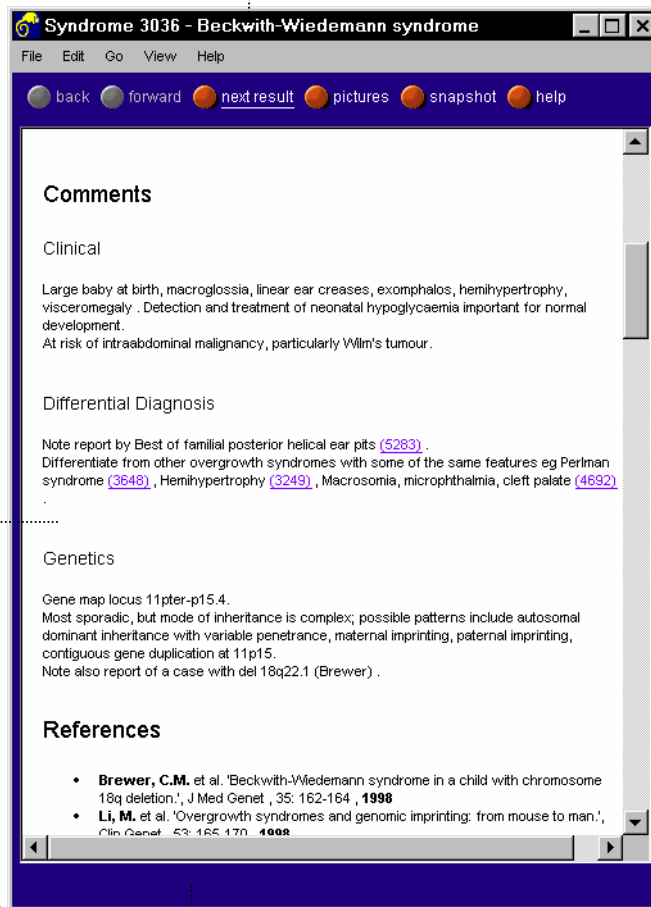 Syndrome 3036 - Beckwith-Wiedemann syndrome
File Edit Go View Help
back forward next result pictures snapshot help
Comments
Clinical
Large baby at birth, macroglossia, linear ear creases, exomphalos, hemihypertrophy,
visceromegaly . Detection and treatment of neonatal hypoglycaemia important for normal
development.
At risk of intraabdominal malignancy, particularly Wilm's tumour.
Differential Diagnosis
Note report by Best of familial posterior helical ear pits (5283) .
Differentiate from other overgrowth syndromes with some of the same features eg Perlman
syndrome (3648) , Hemihypertrophy (3249) , Macrosomia, microphthalmia, cleft palate (4692)
.
Genetics
Gene map locus 11pter-p15.4.
Most sporadic, but mode of inheritance is complex; possible patterns include autosomal
dominant inheritance with variable penetrance, maternal imprinting, paternal imprinting,
contiguous gene duplication at 11p15.
Note also report of a case with del 18q22.1 (Brewer) .
References
• Brewer, C.M. et al. 'Beckwith-Wiedemann syndrome in a child with chromosome
18q deletion.', J Med Genet , 35: 162-164 , 1998
• Li, M. et al. 'Overgrowth syndromes and genomic imprinting: from mouse to man.',
Clin Genet , 53: 165-170 , 1998